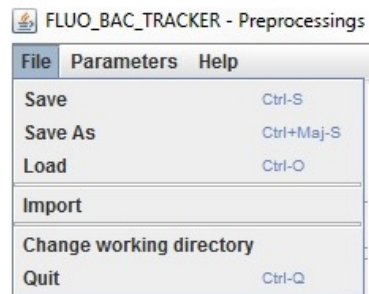 FLUO_BAC_TRACKER - Preprocessings
File Parameters Help
Save Ctrl-S
Save As Ctrl+Maj-S
Load Ctrl-O
Import
Change working directory
Quit Ctrl-Q